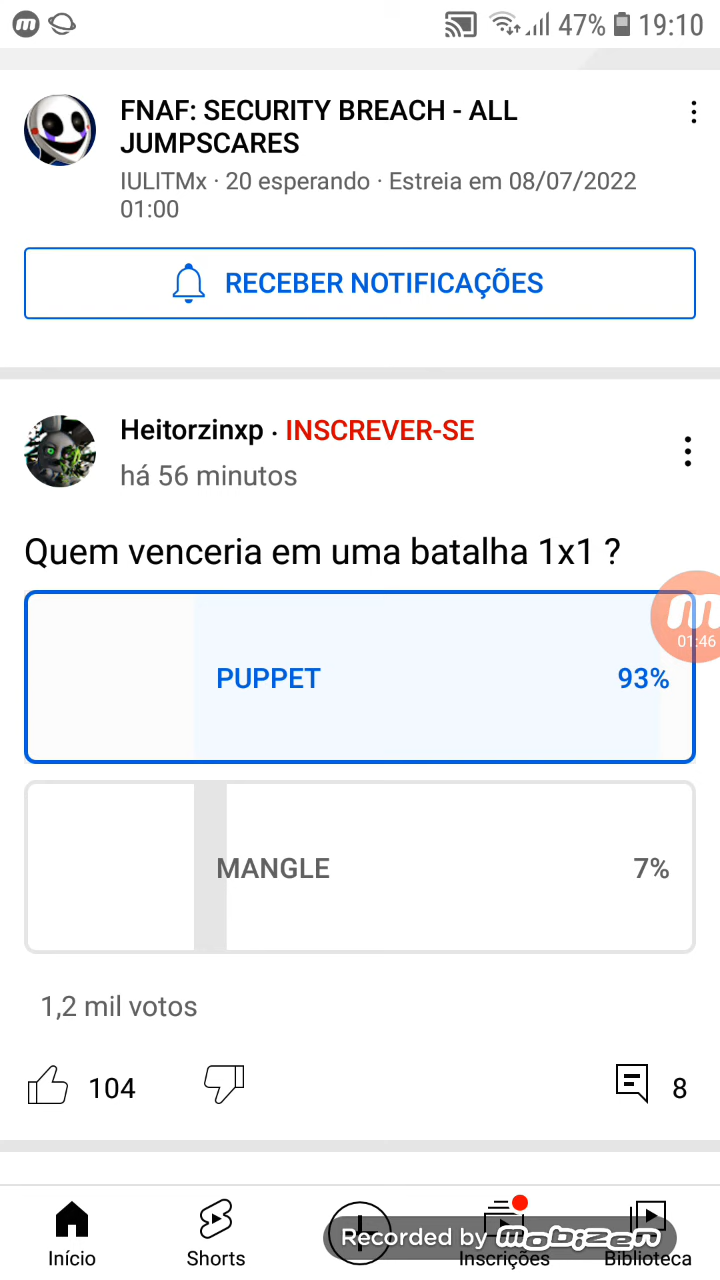 47% 19:10
FNAF: SECURITY BREACH - ALL
JUMPSCARES
IULITMx · 20 esperando · Estreia em 08/07/2022
01:00
RECEBER NOTIFICAÇÕES
Heitorzinxp · INSCREVER-SE
há 56 minutos
Quem venceria em uma batalha 1x1 ?
01:46
PUPPET 93%
MANGLE 7%
1,2 mil votos
104 8
Recorded by mobizen
Início Shorts Inscrições Biblioteca